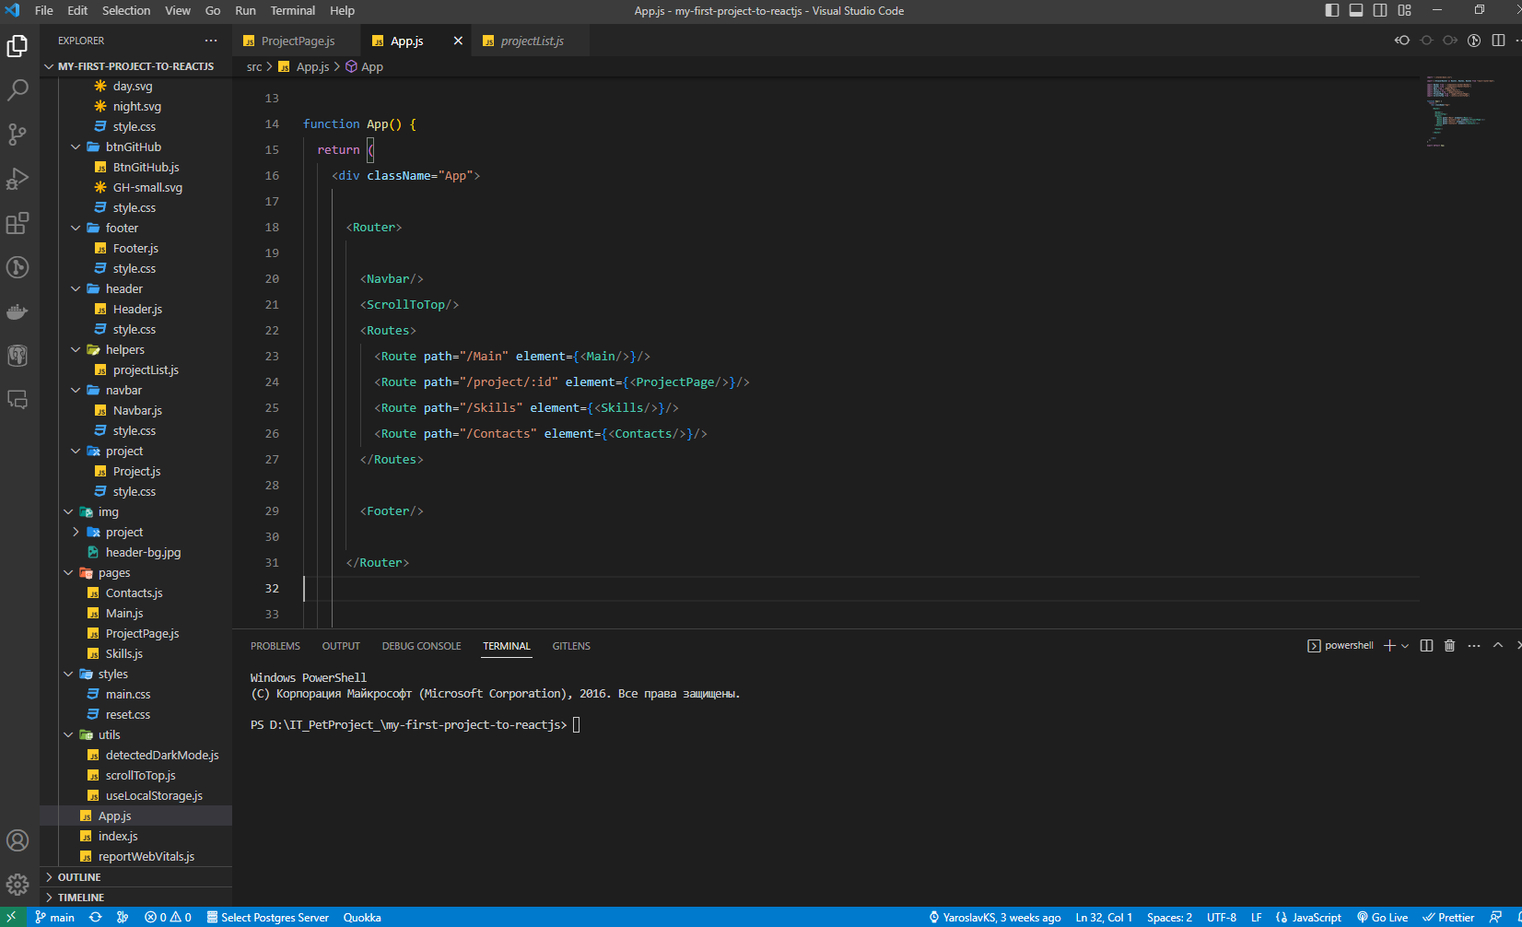 File Edit Selection View Go Run Terminal Help
App.js - my-first-project-to-reactjs - Visual Studio Code
EXPLORER
MY-FIRST-PROJECT-TO-REACTJS
day.svg
night.svg
style.css
btnGitHub
BtnGitHub.js
GH-small.svg
style.css
footer
Footer.js
style.css
header
Header.js
style.css
helpers
projectList.js
navbar
Navbar.js
style.css
project
Project.js
style.css
img
project
header-bg.jpg
pages
Contacts.js
Main.js
ProjectPage.js
Skills.js
styles
main.css
reset.css
utils
detectedDarkMode.js
scrollToTop.js
useLocalStorage.js
App.js
index.js
reportWebVitals.js
OUTLINE
TIMELINE
ProjectPage.js App.js projectList.js
src > App.js > App
13
14 function App() {
15 return (
16 <div className="App">
17
18 <Router>
19
20 <Navbar/>
21 <ScrollToTop/>
22 <Routes>
23 <Route path="/Main" element={<Main/>}/>
24 <Route path="/project/:id" element={<ProjectPage/>}/>
25 <Route path="/Skills" element={<Skills/>}/>
26 <Route path="/Contacts" element={<Contacts/>}/>
27 </Routes>
28
29 <Footer/>
30
31 </Router>
32
33
PROBLEMS OUTPUT DEBUG CONSOLE TERMINAL GITLENS
powershell
Windows PowerShell
(C) Корпорация Майкрософт (Microsoft Corporation), 2016. Все права защищены.
PS D:\IT_PetProject_\my-first-project-to-reactjs>
main 0 0 Select Postgres Server Quokka
YaroslavKS, 3 weeks ago Ln 32, Col 1 Spaces: 2 UTF-8 LF JavaScript Go Live Prettier